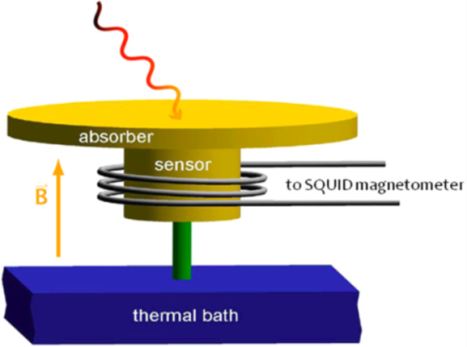 absorber
sensor
to SQUID magnetometer
B
thermal bath